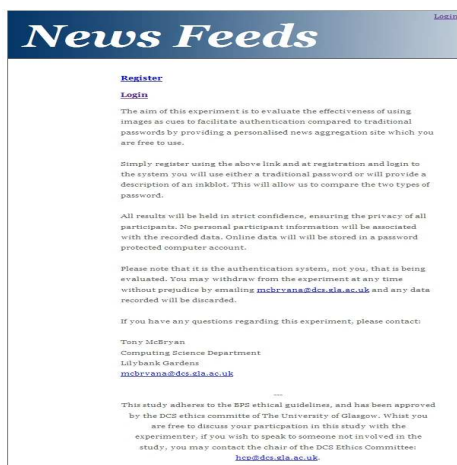 Login
News Feeds
Register
Login
The aim of this experiment is to evaluate the effectiveness of using
images as cues to facilitate authentication compared to traditional
passwords by providing a personalised news aggregation site which you
are free to use.
Simply register using the above link and at registration and login to
the system you will use either a traditional password or will provide a
description of an inkblot. This will allow us to compare the two types of
password.
All results will be held in strict confidence, ensuring the privacy of all
participants. No personal participant information will be associated
with the recorded data. Online data will will be stored in a password
protected computer account.
Please note that it is the authentication system, not you, that is being
evaluated. You may withdraw from the experiment at any time
without prejudice by emailing mcbryana@dcs.gla.ac.uk and any data
recorded will be discarded.
If you have any questions regarding this experiment, please contact:
Tony McBryan
Computing Science Department
Lilybank Gardens
mcbryana@dcs.gla.ac.uk
---
This study adheres to the BPS ethical guidelines, and has been approved
by the DCS ethics committe of The University of Glasgow. Whist you
are free to discuss your particpation in this study with the
experimenter, if you wish to speak to someone not involved in the
study, you may contact the chair of the DCS Ethics Committee:
hcp@dcs.gla.ac.uk.